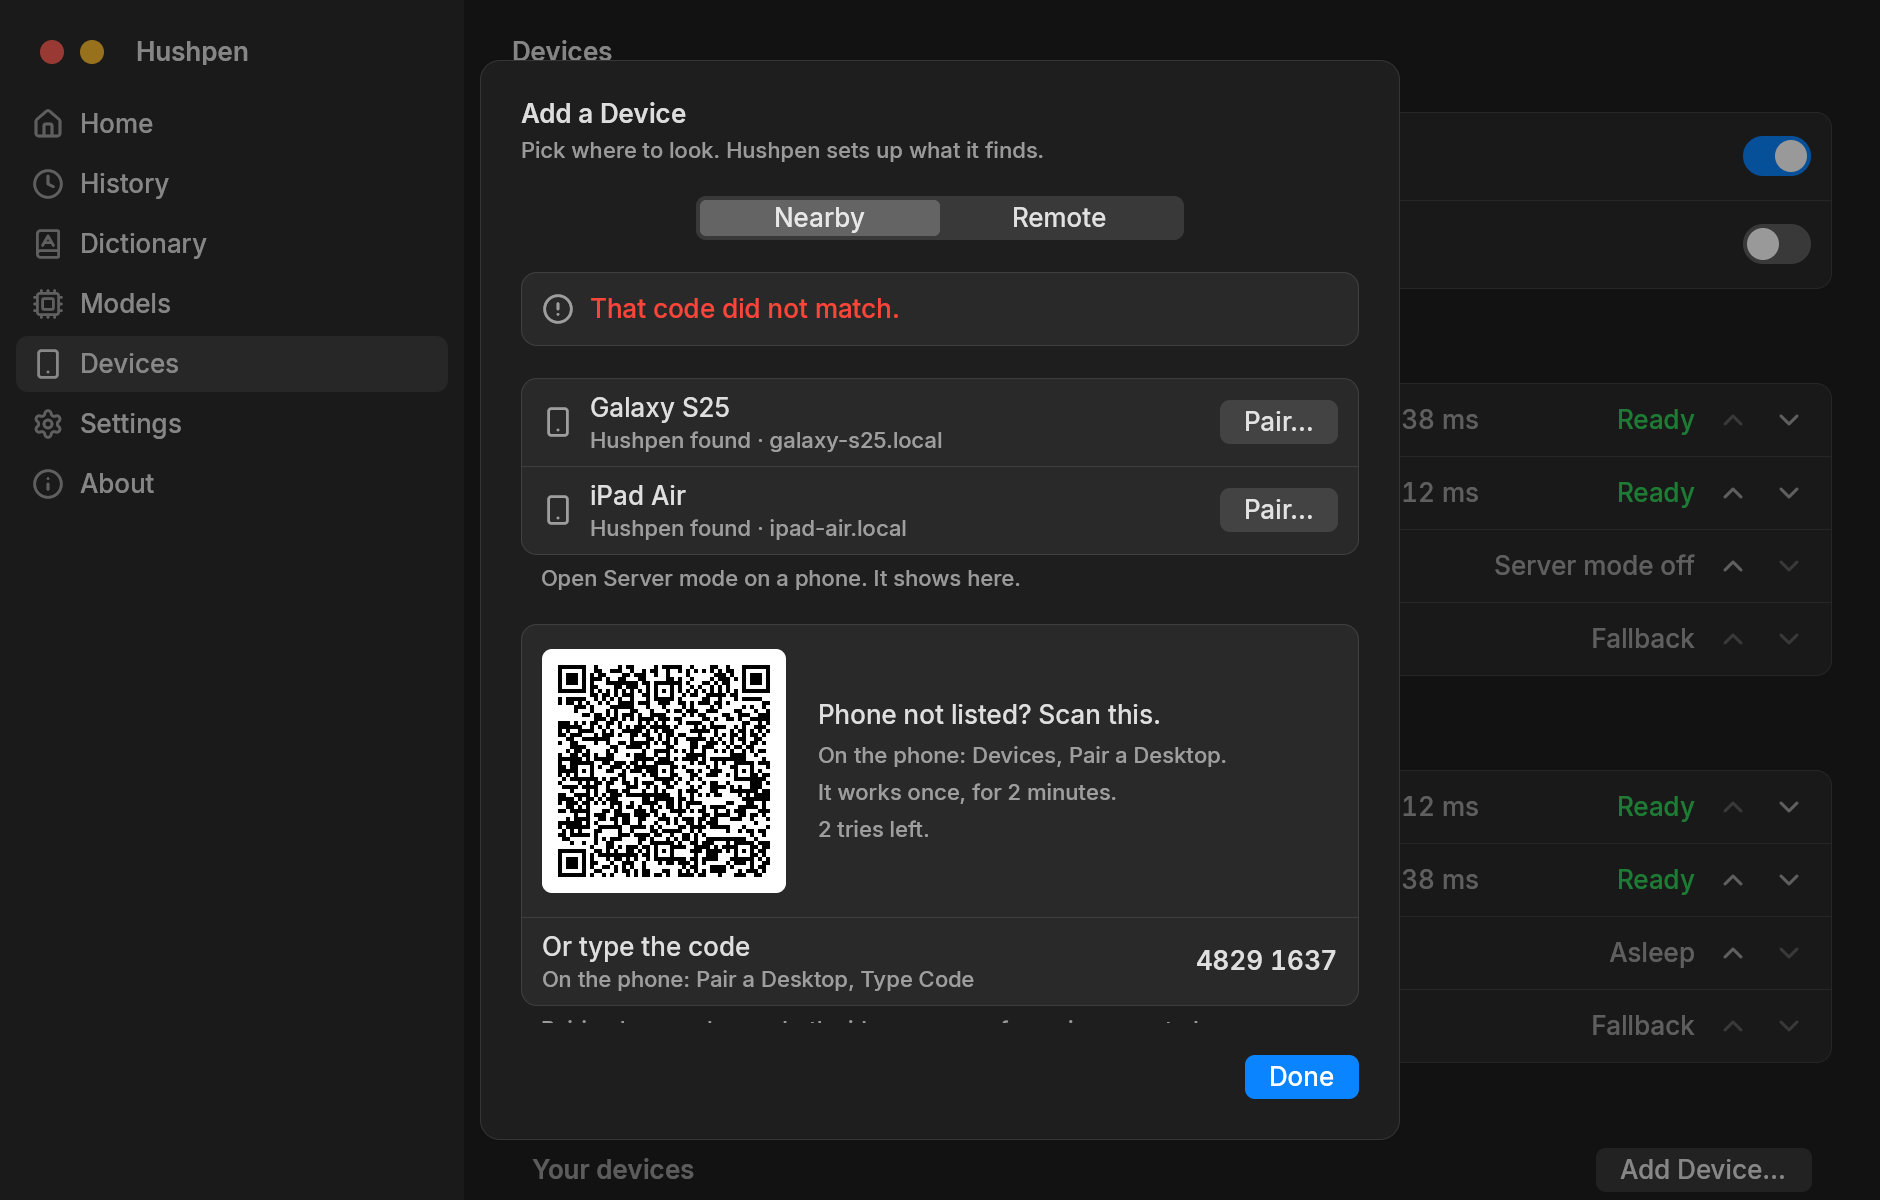 Hushpen
Home
History
Dictionary
Models
Devices
Settings
About
Devices
Add a Device
Pick where to look. Hushpen sets up what it finds.
Nearby
Remote
That code did not match.
Galaxy S25
Hushpen found · galaxy-s25.local
Pair...
iPad Air
Hushpen found · ipad-air.local
Pair...
Open Server mode on a phone. It shows here.
Phone not listed? Scan this.
On the phone: Devices, Pair a Desktop.
It works once, for 2 minutes.
2 tries left.
Or type the code
On the phone: Pair a Desktop, Type Code
4829 1637
Done
38 ms Ready
12 ms Ready
Server mode off
Fallback
12 ms Ready
38 ms Ready
Asleep
Fallback
Your devices
Add Device...